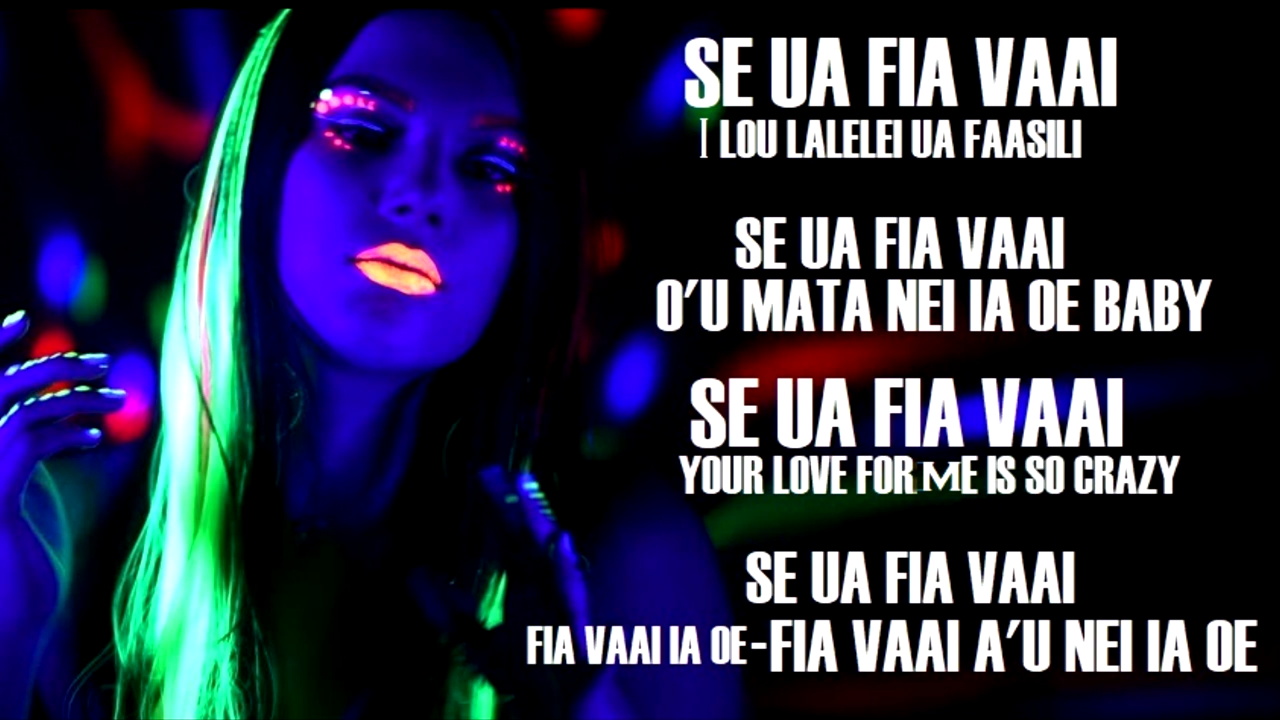 SE UA FIA VAAI
I LOU LALELEI UA FAASILI
SE UA FIA VAAI
O'U MATA NEI IA OE BABY
SE UA FIA VAAI
YOUR LOVE FOR ME IS SO CRAZY
SE UA FIA VAAI
FIA VAAI IA OE-FIA VAAI A'U NEI IA OE